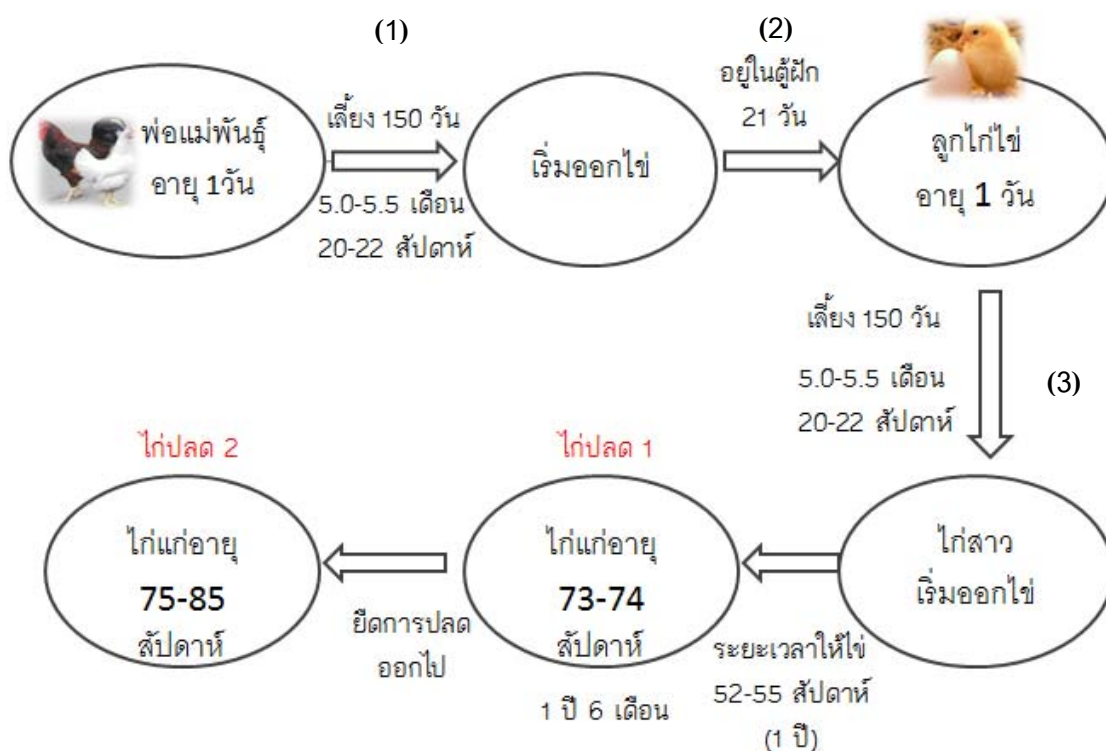 (1)
(2)
พ่อแม่พันธุ์
อายุ 1วัน
เลี้ยง 150 วัน
5.0-5.5 เดือน
20-22 สัปดาห์
เริ่มออกไข่
อยู่ในตู้ฝัก
21 วัน
ลูกไก่ไข่
อายุ 1 วัน
เลี้ยง 150 วัน
5.0-5.5 เดือน
20-22 สัปดาห์
(3)
ไก่สาว
เริ่มออกไข่
ระยะเวลาให้ไข่
52-55 สัปดาห์
(1 ปี)
ไก่ปลด 1
ไก่แก่อายุ
73-74
สัปดาห์
1 ปี 6 เดือน
ยืดการปลด
ออกไป
ไก่ปลด 2
ไก่แก่อายุ
75-85
สัปดาห์